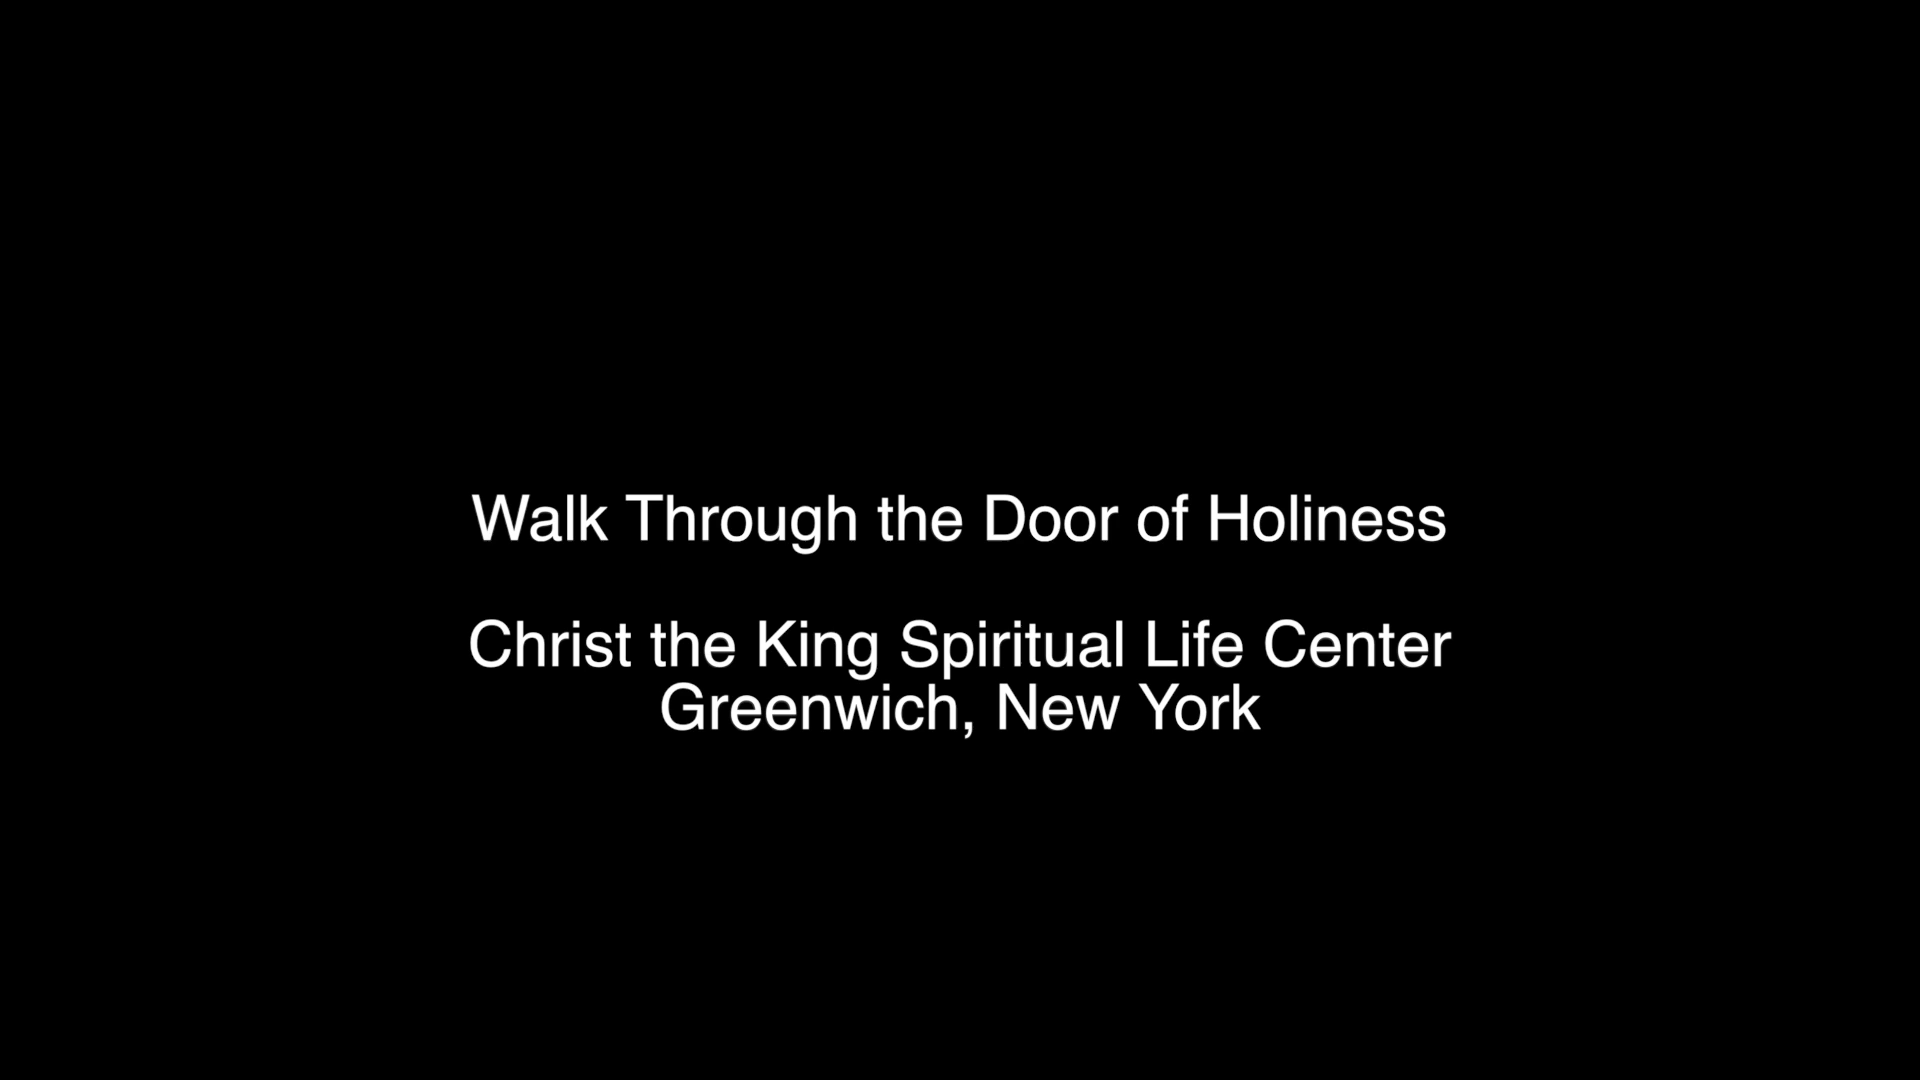 Walk Through the Door of Holiness
Christ the King Spiritual Life Center
Greenwich, New York